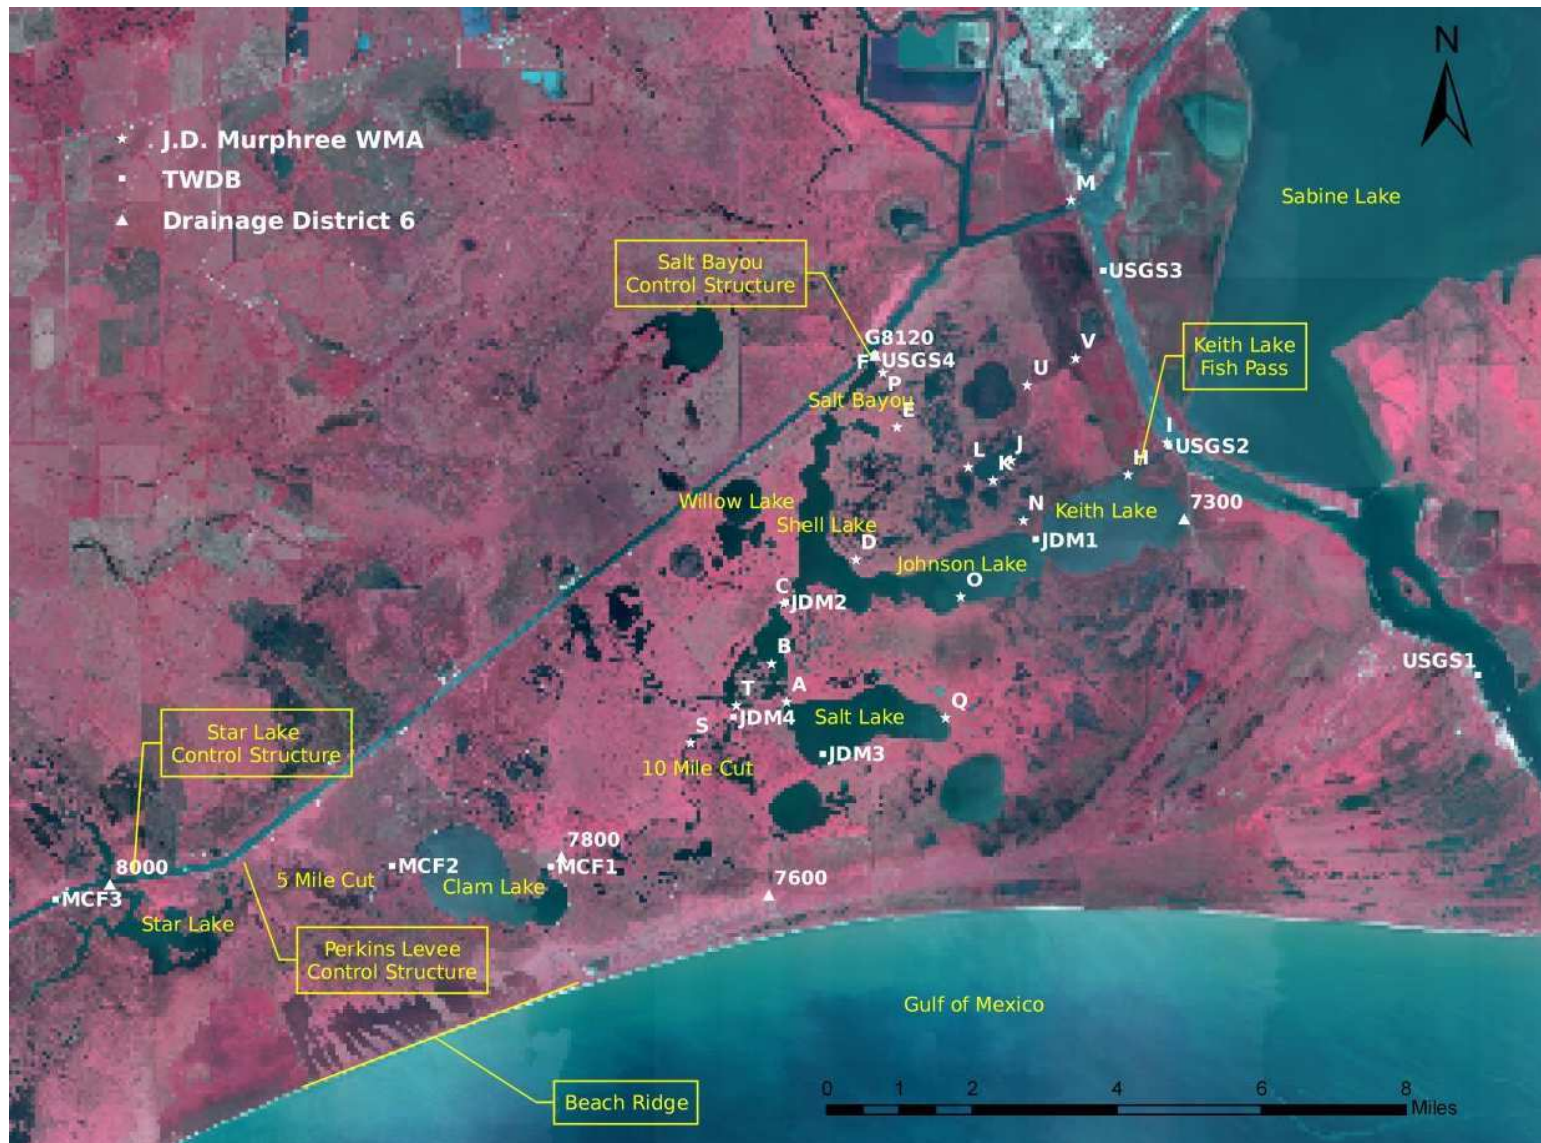 N
J.D. Murphree WMA
TWDB
Drainage District 6
M
Sabine Lake
Salt Bayou
Control Structure
USGS3
G8120
F
USGS4
P
Salt Bayou
E
V
U
Keith Lake
Fish Pass
I
USGS2
H
J
L
K
Willow Lake
Shell Lake
N
Keith Lake
7300
JDM1
D
Johnson Lake
O
C
JDM2
B
USGS1
T
A
JDM4
Salt Lake
Q
S
JDM3
10 Mile Cut
Star Lake
Control Structure
8000
MCF3
5 Mile Cut
MCF2
7800
MCF1
Clam Lake
7600
Star Lake
Perkins Levee
Control Structure
Gulf of Mexico
Beach Ridge
0 1 2 4 6 8
Miles